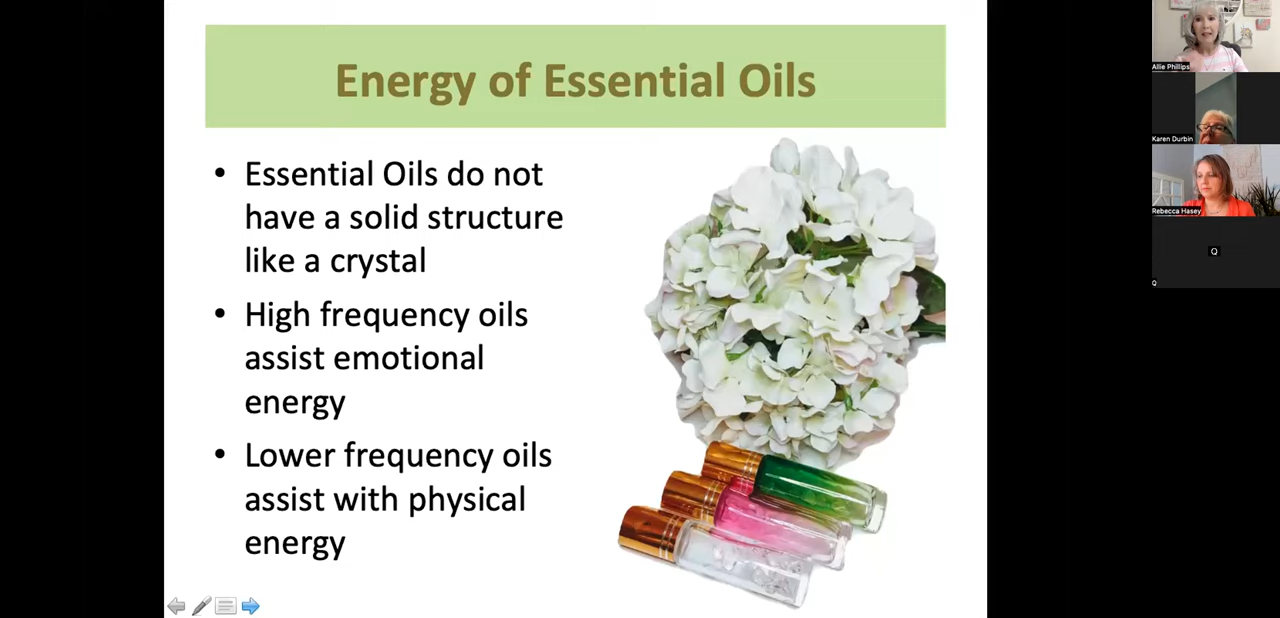 Energy of Essential Oils
• Essential Oils do not
have a solid structure
like a crystal
• High frequency oils
assist emotional
energy
• Lower frequency oils
assist with physical
energy
Allie Phillips
Karen Durbin
Rebecca Hasey
Q
Q